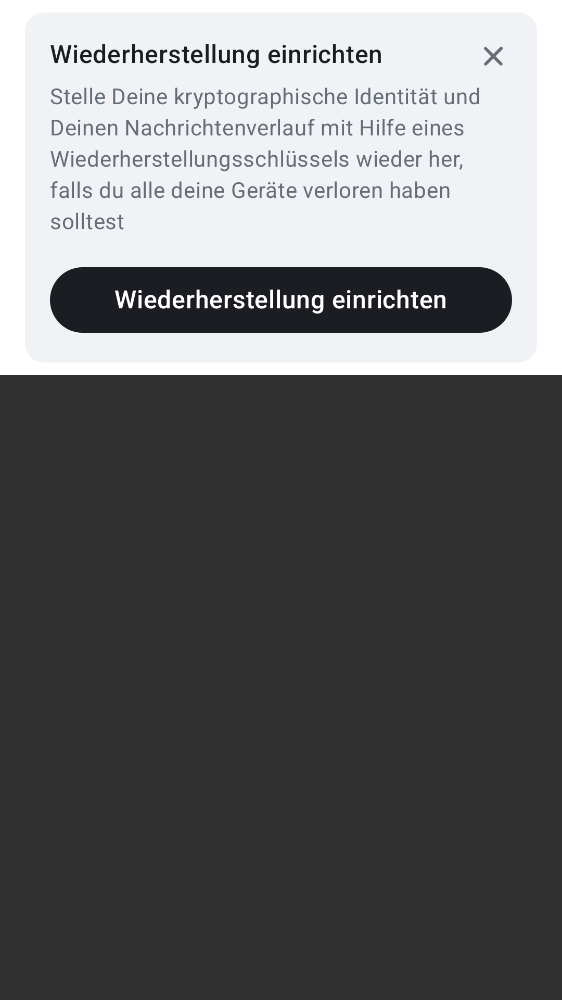 Wiederherstellung einrichten
Stelle Deine kryptographische Identität und
Deinen Nachrichtenverlauf mit Hilfe eines
Wiederherstellungsschlüssels wieder her,
falls du alle deine Geräte verloren haben
solltest
Wiederherstellung einrichten